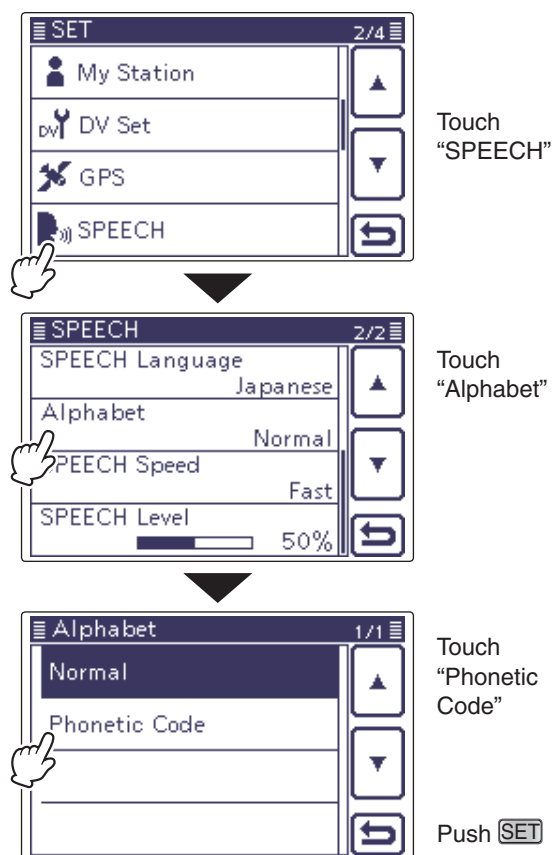 SET 2/4
My Station
DV DV Set
GPS
SPEECH
Touch
“SPEECH”
SPEECH 2/2
SPEECH Language
Japanese
Alphabet
Normal
SPEECH Speed
Fast
SPEECH Level
50%
Touch
“Alphabet”
Alphabet 1/1
Normal
Phonetic Code
Touch
“Phonetic
Code”
Push SET